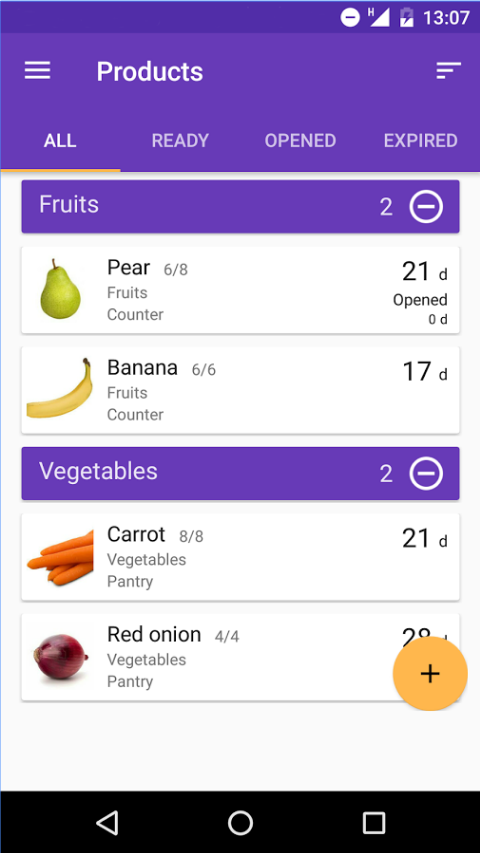 H 13:07
Products
ALL READY OPENED EXPIRED
Fruits 2
Pear 6/8 21 d
Fruits Opened
Counter 0 d
Banana 6/6 17 d
Fruits
Counter
Vegetables 2
Carrot 8/8 21 d
Vegetables
Pantry
Red onion 4/4 28 d
Vegetables
Pantry